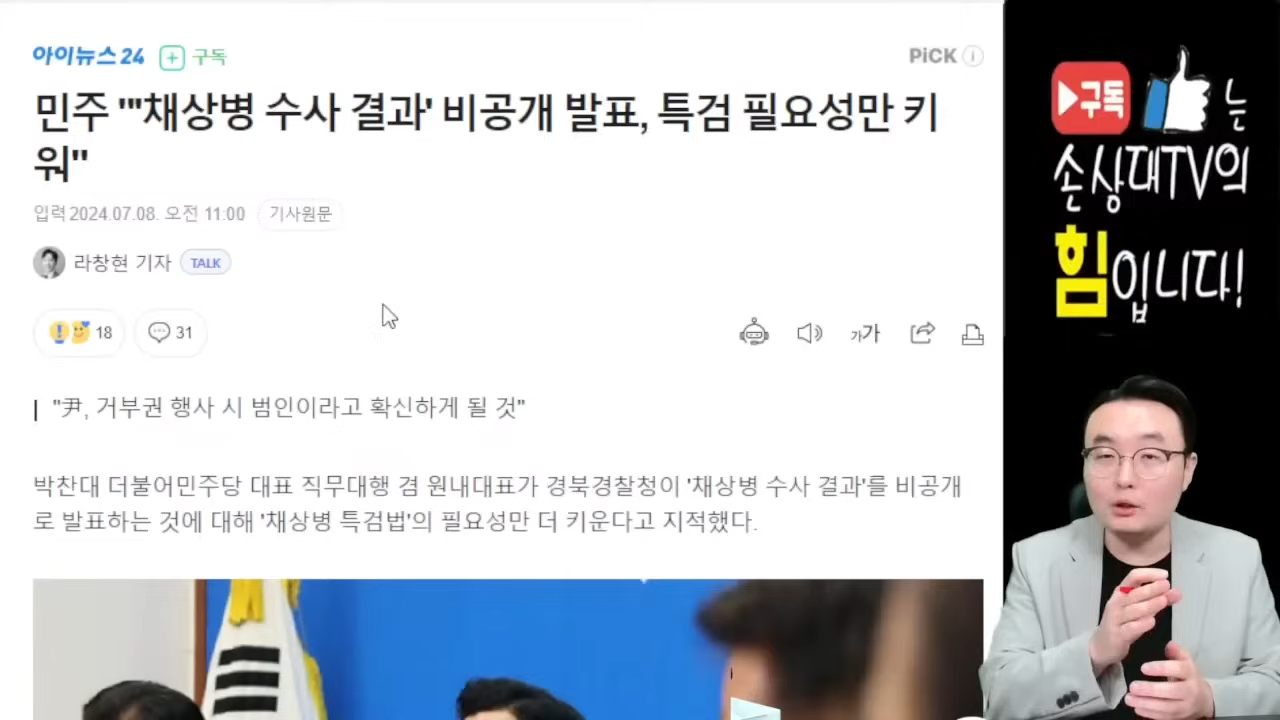 아이뉴스24 + 구독
PiCK i
민주 "'채상병 수사 결과' 비공개 발표, 특검 필요성만 키
워"
입력 2024.07.08. 오전 11:00 기사원문
라창현 기자 TALK
18 31
가가
"尹, 거부권 행사 시 범인이라고 확신하게 될 것"
박찬대 더불어민주당 대표 직무대행 겸 원내대표가 경북경찰청이 '채상병 수사 결과'를 비공개
로 발표하는 것에 대해 '채상병 특검법'의 필요성만 더 키운다고 지적했다.
구독 는
손상대TV의
힘입니다!